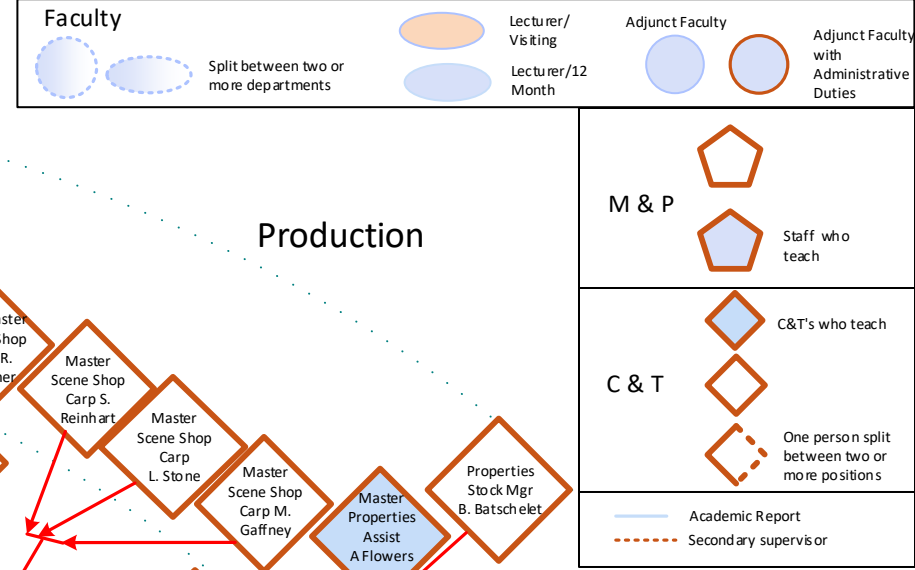 Faculty
Split between two or
more departments
Lecturer/
Visiting
Lecturer/12
Month
Adjunct Faculty
Adjunct Faculty
with
Administrative
Duties
M & P
Staff who
teach
C & T
C&T's who teach
One person split
between two or
more positions
Academic Report
Secondary supervisor
Production
R.
Master
Scene Shop
Carp S.
Reinhart
Master
Scene Shop
Carp
L. Stone
Master
Scene Shop
Carp M.
Gaffney
Master
Properties
Assist
A Flowers
Properties
Stock Mgr
B. Batschelet